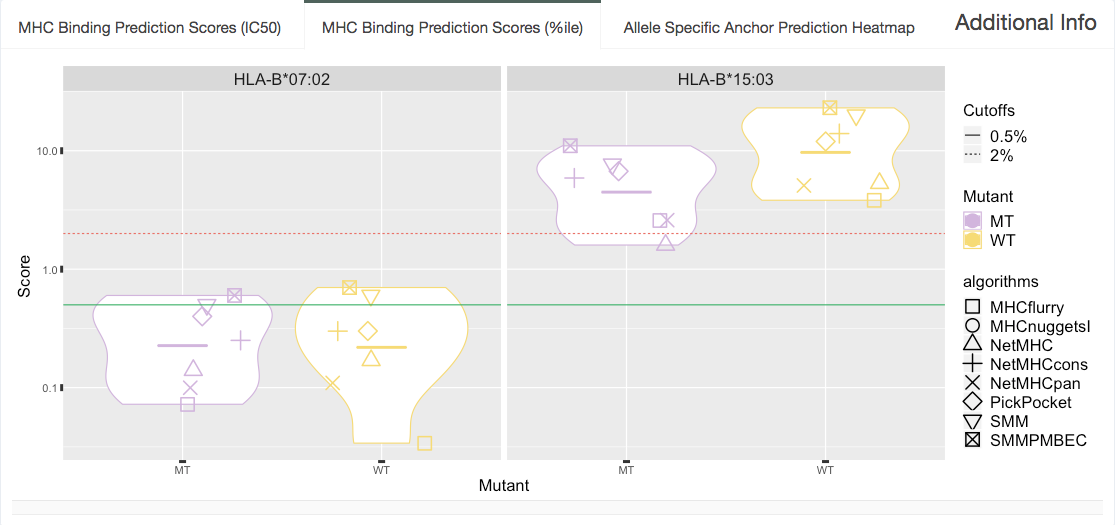 MHC Binding Prediction Scores (IC50)
MHC Binding Prediction Scores (%ile)
Allele Specific Anchor Prediction Heatmap
Additional Info
HLA-B*07:02
HLA-B*15:03
Score
10.0
1.0
0.1
MT
WT
MT
WT
Mutant
Cutoffs
0.5%
2%
Mutant
MT
WT
algorithms
MHCflurry
MHCnuggetsI
NetMHC
NetMHCcons
NetMHCpan
PickPocket
SMM
SMMPMBEC